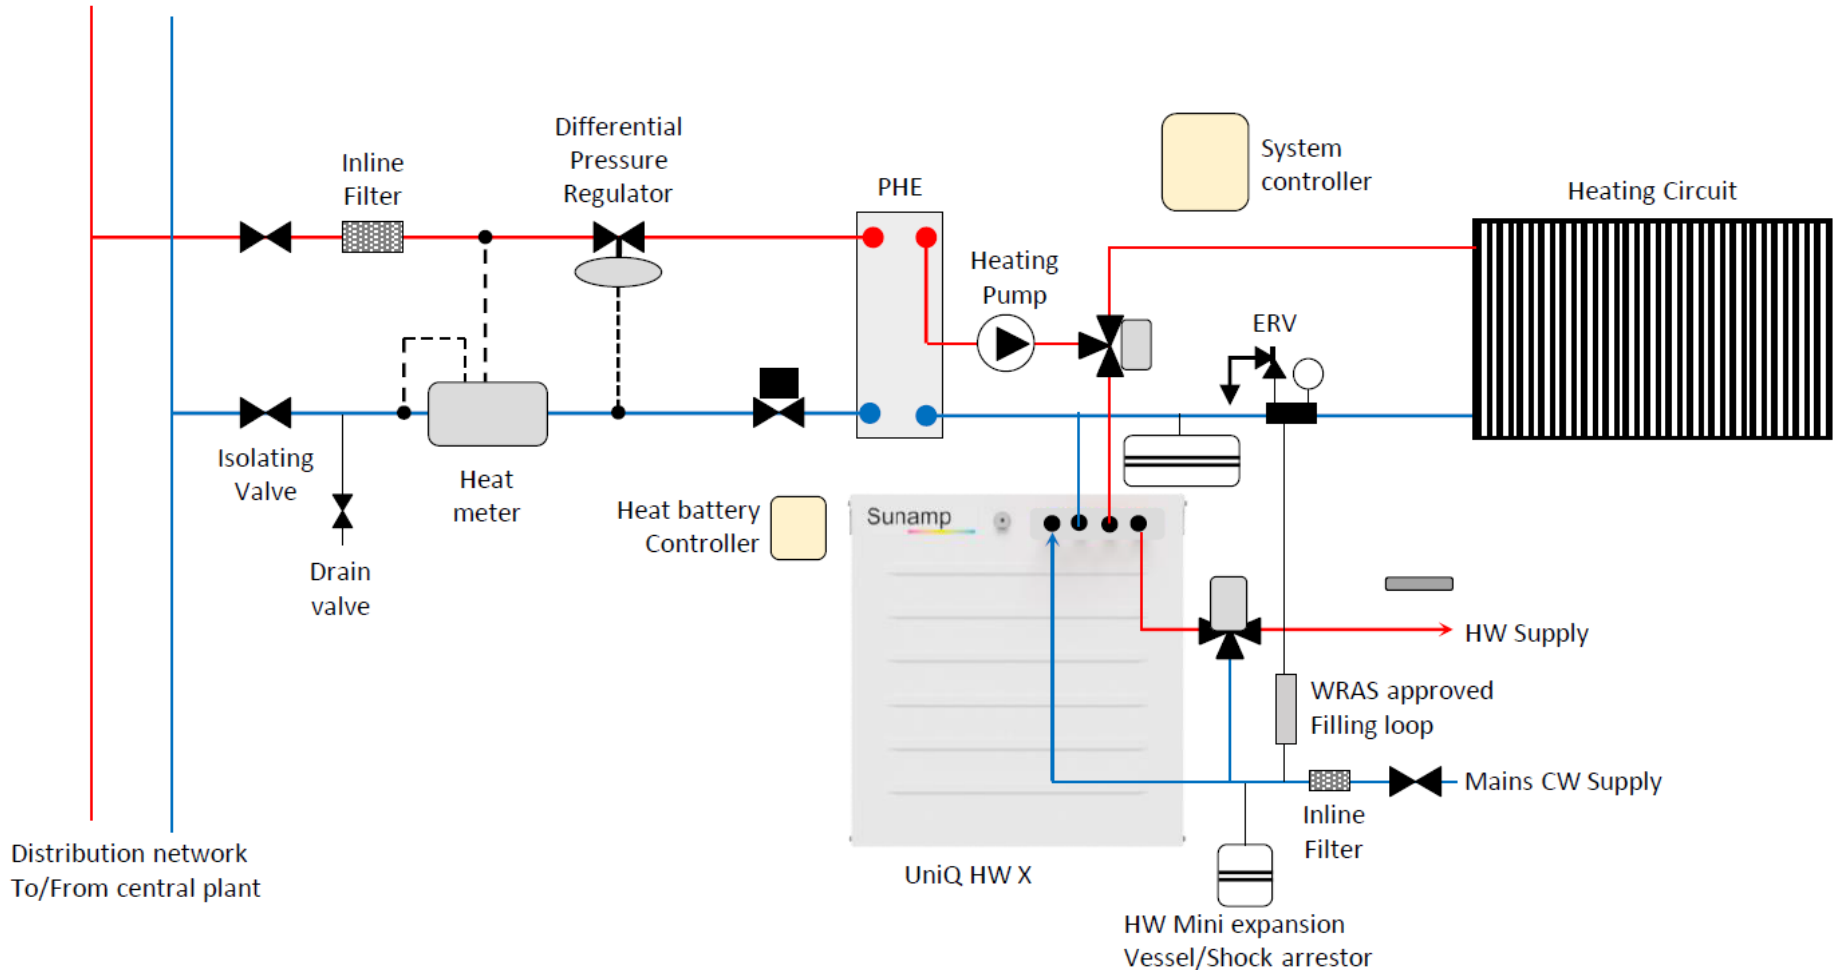 Differential
Pressure
Regulator
Inline
Filter
PHE
System
controller
Heating Circuit
Heating
Pump
ERV
Isolating
Valve
Heat
meter
Drain
valve
Heat battery
Controller
Sunamp
HW Supply
WRAS approved
Filling loop
Mains CW Supply
Inline
Filter
Distribution network
To/From central plant
UniQ HW X
HW Mini expansion
Vessel/Shock arrestor